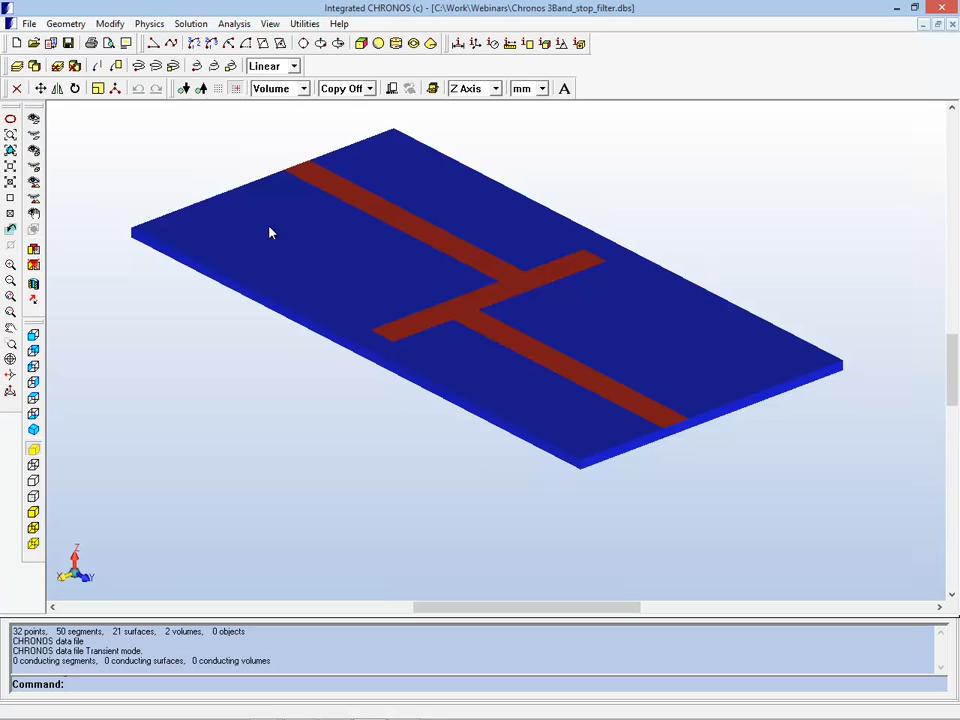 Integrated CHRONOS (c) - [C:\Work\Webinars\Chronos 3Band_stop_filter.dbs]
File Geometry Modify Physics Solution Analysis View Utilities Help
Linear
Volume Copy Off Z Axis mm A
Z
X Y
32 points, 50 segments, 21 surfaces, 2 volumes, 0 objects
CHRONOS data file
CHRONOS data file Transient mode.
0 conducting segments, 0 conducting surfaces, 0 conducting volumes
Command: